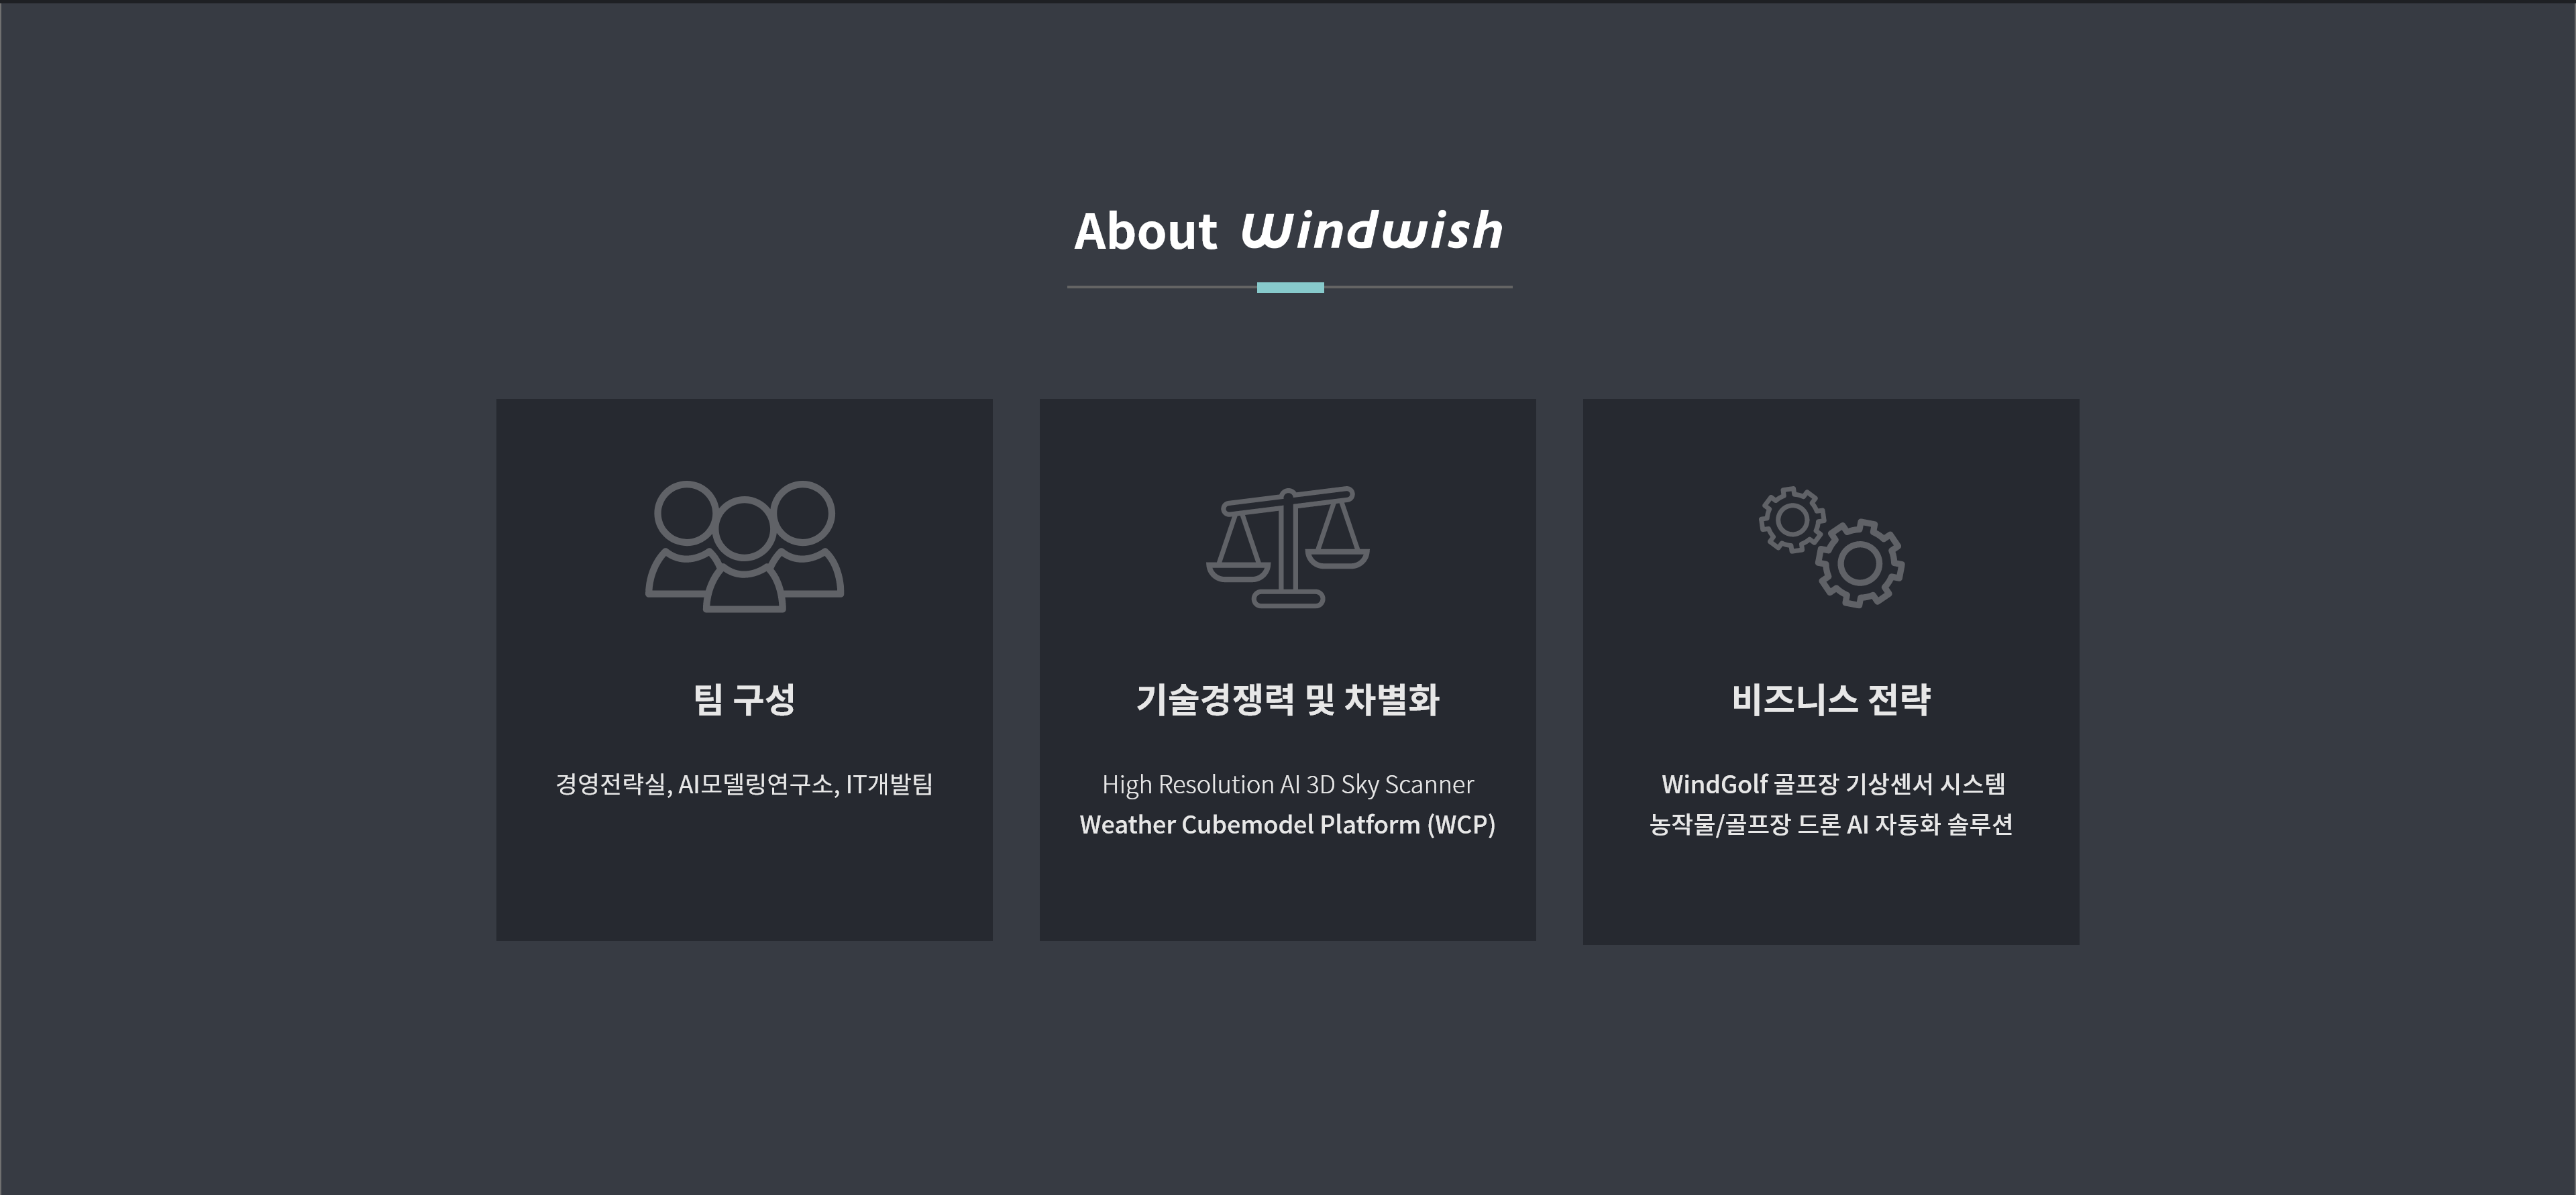 About Windwish
팀 구성
경영전략실, AI모델링연구소, IT개발팀
기술경쟁력 및 차별화
High Resolution AI 3D Sky Scanner
Weather Cubemodel Platform (WCP)
비즈니스 전략
WindGolf 골프장 기상센서 시스템
농작물/골프장 드론 AI 자동화 솔루션